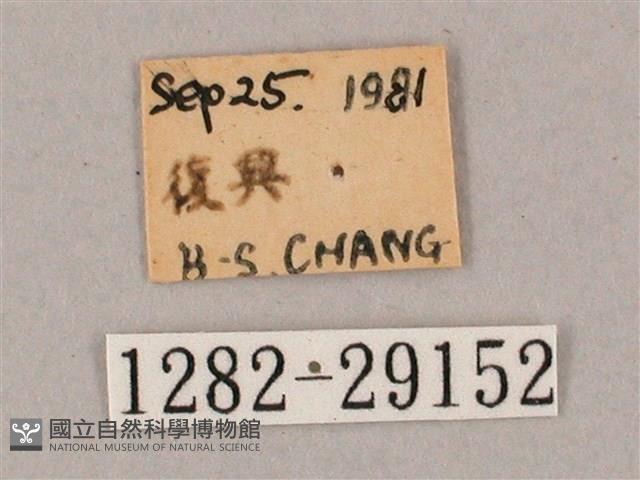 Sep 25. 1981
復興
B-S. CHANG
1282-29152
國立自然科學博物館
NATIONAL MUSEUM OF NATURAL SCIENCE